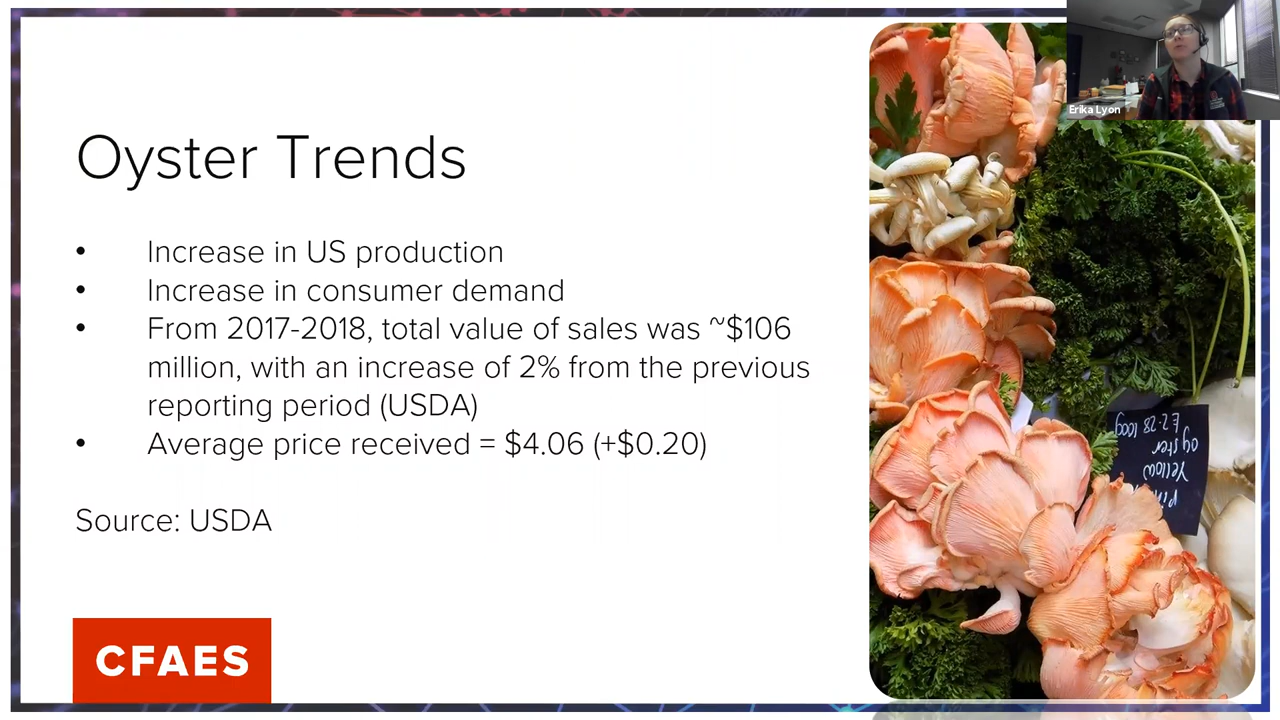 Erika Lyon
Oyster Trends
• Increase in US production
• Increase in consumer demand
• From 2017-2018, total value of sales was ~$106
million, with an increase of 2% from the previous
reporting period (USDA)
• Average price received = $4.06 (+$0.20)
Source: USDA
CFAES
Yellow
oyster